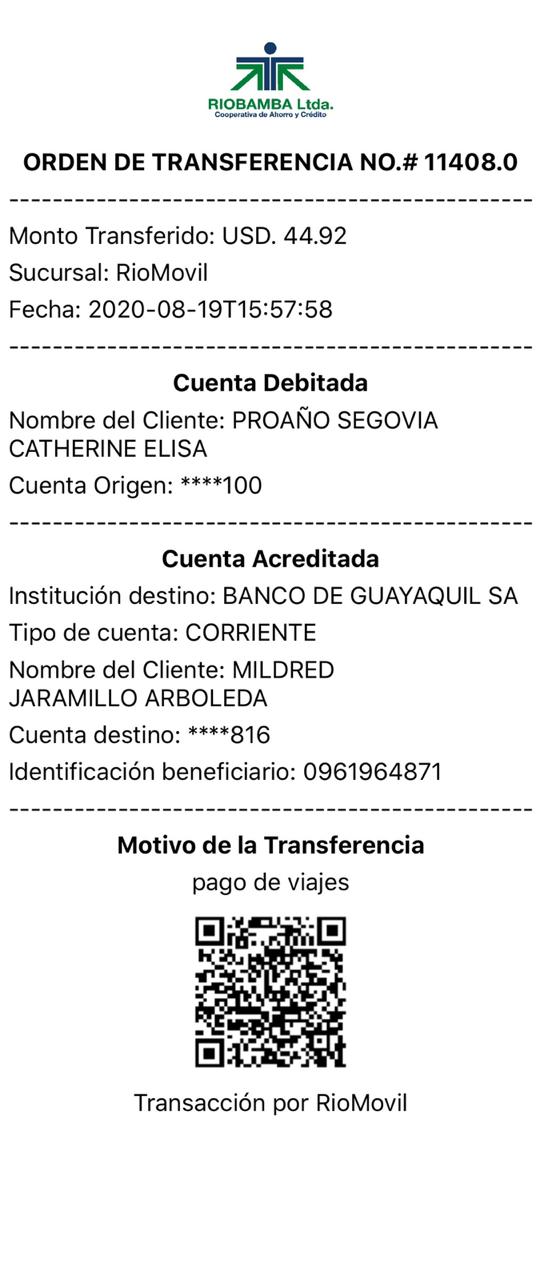 RIOBAMBA Ltda.
Cooperativa de Ahorro y Crédito
ORDEN DE TRANSFERENCIA NO.# 11408.0
------------------------------------------------
Monto Transferido: USD. 44.92
Sucursal: RioMovil
Fecha: 2020-08-19T15:57:58
------------------------------------------------
Cuenta Debitada
Nombre del Cliente: PROAÑO SEGOVIA
CATHERINE ELISA
Cuenta Origen: ****100
------------------------------------------------
Cuenta Acreditada
Institución destino: BANCO DE GUAYAQUIL SA
Tipo de cuenta: CORRIENTE
Nombre del Cliente: MILDRED
JARAMILLO ARBOLEDA
Cuenta destino: ****816
Identificación beneficiario: 0961964871
------------------------------------------------
Motivo de la Transferencia
pago de viajes
Transacción por RioMovil